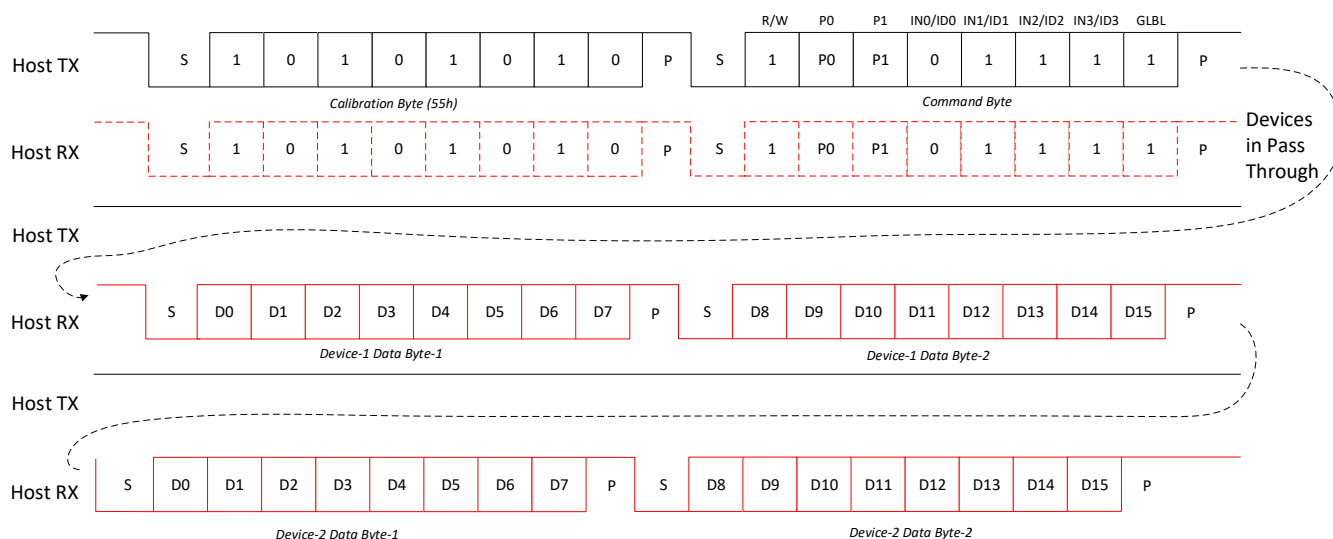 R/W P0 P1 IN0/ID0 IN1/ID1 IN2/ID2 IN3/ID3 GLBL
Host TX S 1 0 1 0 1 0 1 0 P S 1 P0 P1 0 1 1 1 1 P
Calibration Byte (55h) Command Byte
Host RX S 1 0 1 0 1 0 1 0 P S 1 P0 P1 0 1 1 1 1 P
Devices
in Pass
Through
Host TX
Host RX S D0 D1 D2 D3 D4 D5 D6 D7 P S D8 D9 D10 D11 D12 D13 D14 D15 P
Device-1 Data Byte-1 Device-1 Data Byte-2
Host TX
Host RX S D0 D1 D2 D3 D4 D5 D6 D7 P S D8 D9 D10 D11 D12 D13 D14 D15 P
Device-2 Data Byte-1 Device-2 Data Byte-2